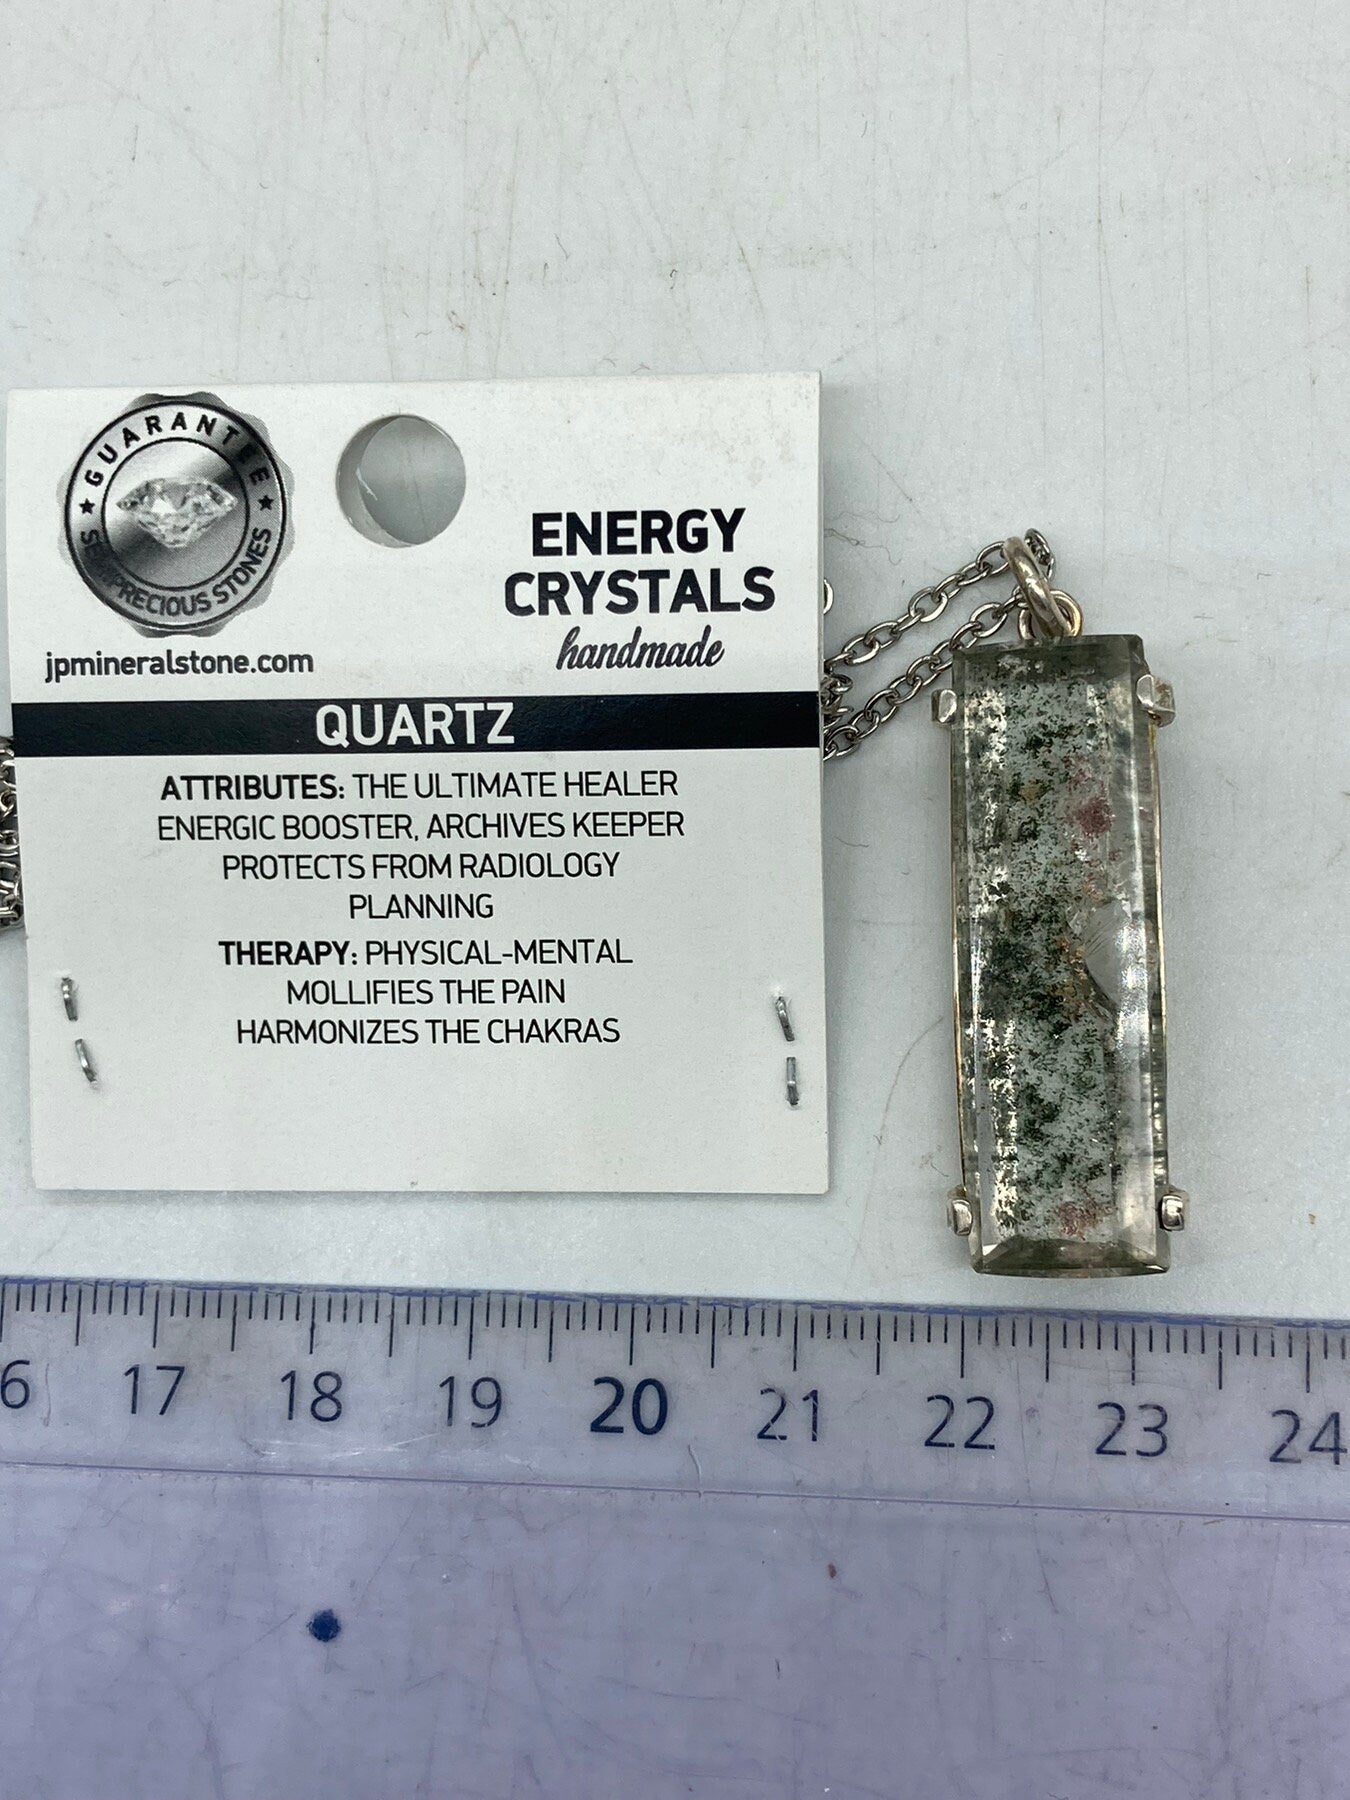 GUARANTEE
SEMIPRECIOUS STONES
jpmineralstone.com
ENERGY
CRYSTALS
handmade
QUARTZ
ATTRIBUTES: THE ULTIMATE HEALER
ENERGIC BOOSTER, ARCHIVES KEEPER
PROTECTS FROM RADIOLOGY
PLANNING
THERAPY: PHYSICAL-MENTAL
MOLLIFIES THE PAIN
HARMONIZES THE CHAKRAS
6 17 18 19 20 21 22 23 24